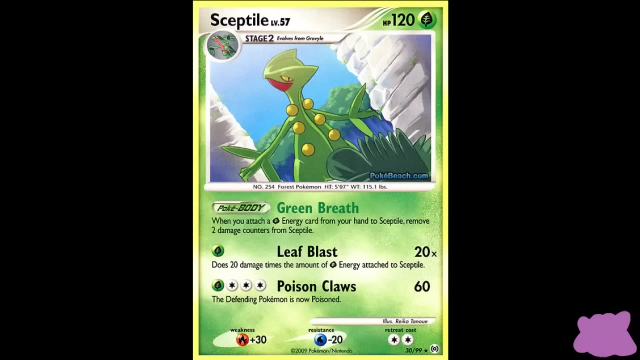 Sceptile LV.57 HP 120
STAGE 2 Evolves from Grovyle
PokéBeach.com
NO. 254 Forest Pokémon HT: 5'07" WT: 115.1 lbs.
Poké-BODY Green Breath
When you attach a Energy card from your hand to Sceptile, remove
2 damage counters from Sceptile.
Leaf Blast 20x
Does 20 damage times the amount of Energy attached to Sceptile.
Poison Claws 60
The Defending Pokémon is now Poisoned.
Illus. Reiko Tanoue
weakness resistance retreat cost
+30 -20
©2009 Pokémon/Nintendo 30/99